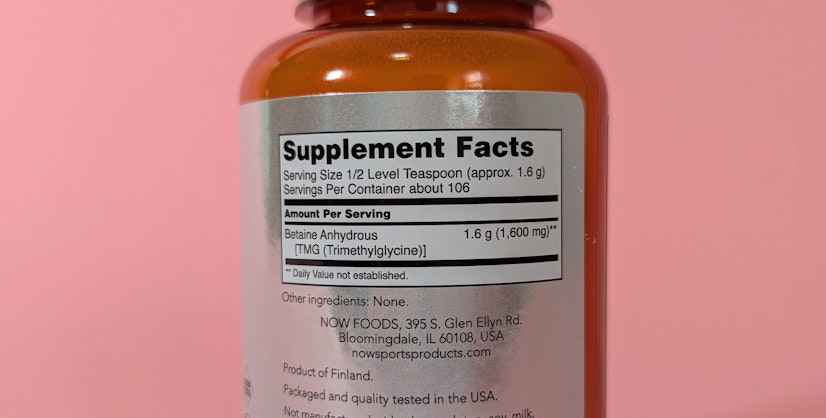 Supplement Facts
Serving Size 1/2 Level Teaspoon (approx. 1.6 g)
Servings Per Container about 106
Amount Per Serving
Betaine Anhydrous 1.6 g (1,600 mg)**
[TMG (Trimethylglycine)]
** Daily Value not established.
Other ingredients: None.
NOW FOODS, 395 S. Glen Ellyn Rd.
Bloomingdale, IL 60108, USA
nowsportsproducts.com
Product of Finland.
Packaged and quality tested in the USA.
Not soy, milk,